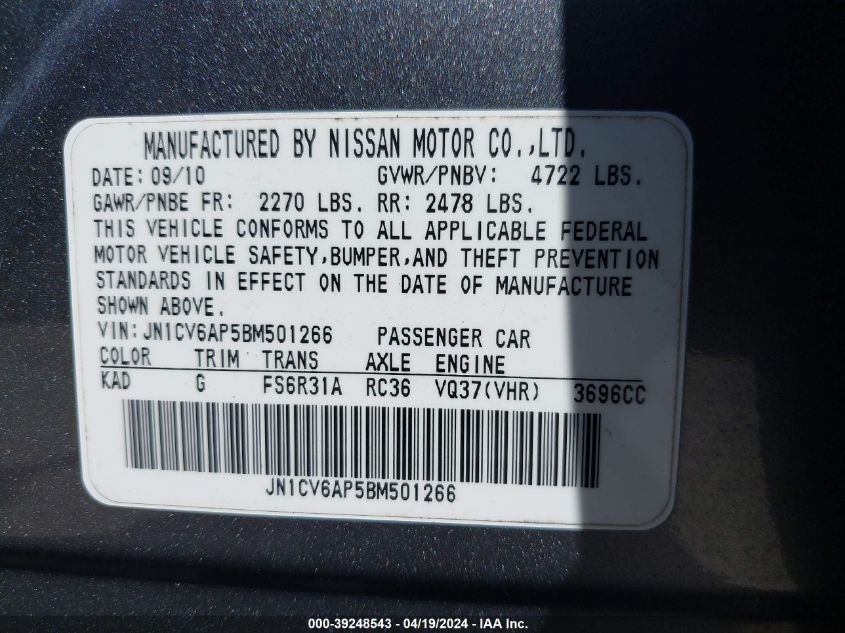 MANUFACTURED BY NISSAN MOTOR CO.,LTD.
DATE: 09/10 GVWR/PNBV: 4722 LBS.
GAWR/PNBE FR: 2270 LBS. RR: 2478 LBS.
THIS VEHICLE CONFORMS TO ALL APPLICABLE FEDERAL
MOTOR VEHICLE SAFETY,BUMPER,AND THEFT PREVENTION
STANDARDS IN EFFECT ON THE DATE OF MANUFACTURE
SHOWN ABOVE.
VIN: JN1CV6AP5BM501266 PASSENGER CAR
COLOR TRIM TRANS AXLE ENGINE
KAD G FS6R31A RC36 VQ37(VHR) 3696CC
JN1CV6AP5BM501266
000-39248543 - 04/19/2024 - IAA Inc.